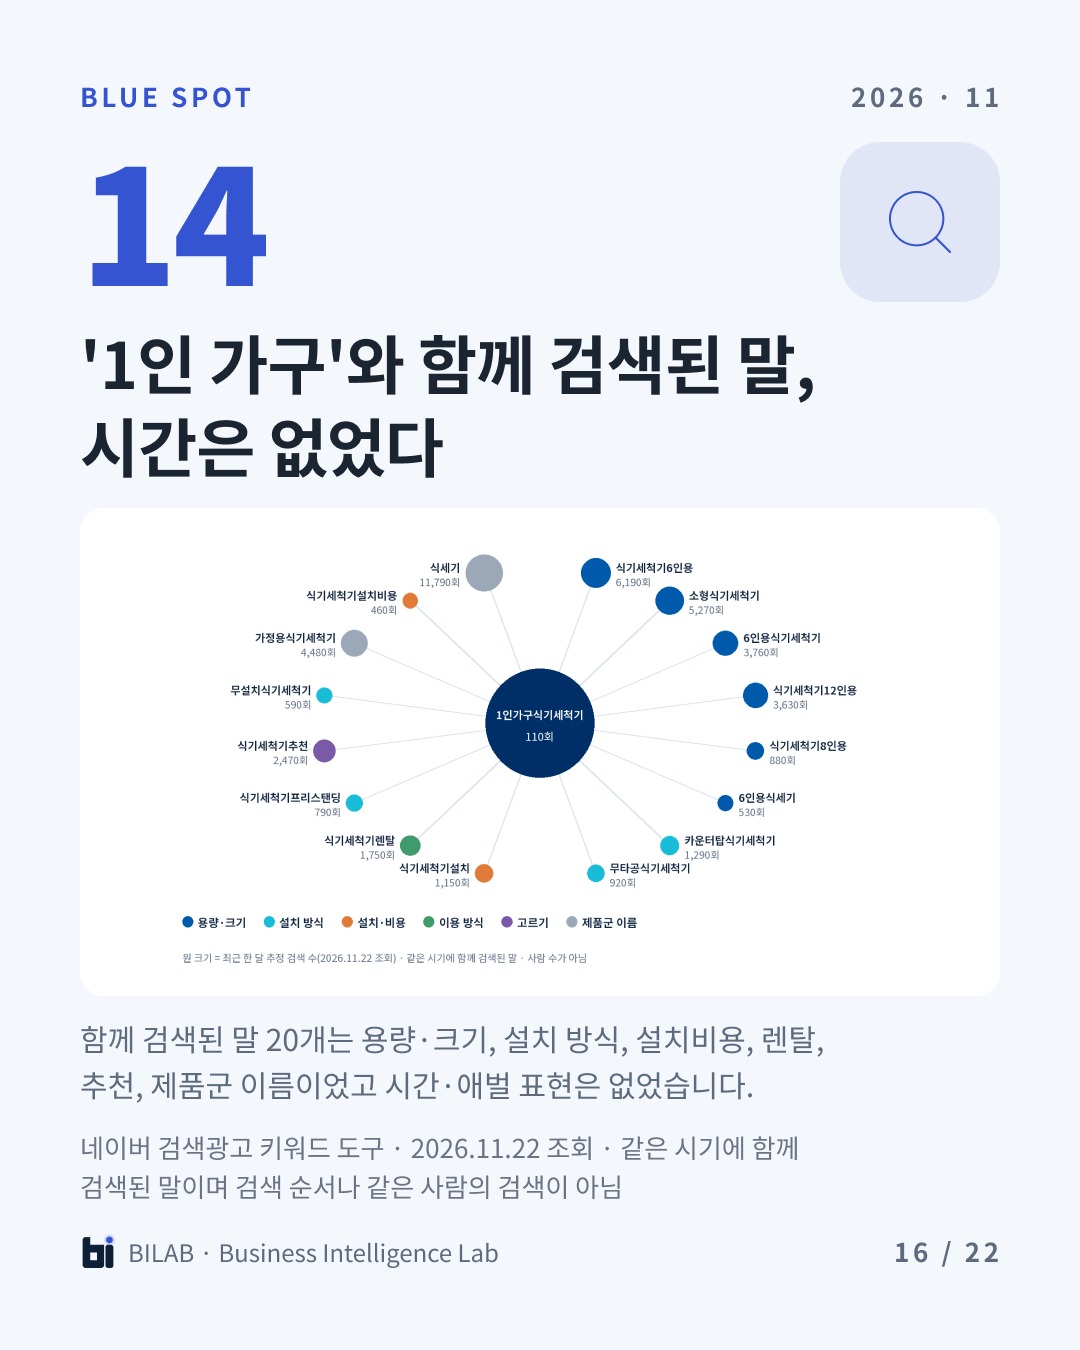 BLUE SPOT
2026 · 11
14
'1인 가구'와 함께 검색된 말,
시간은 없었다
식세기
11,790회
식기세척기6인용
6,190회
식기세척기설치비용
460회
소형식기세척기
5,270회
가정용식기세척기
4,480회
6인용식기세척기
3,760회
무설치식기세척기
590회
식기세척기12인용
3,630회
1인가구식기세척기
110회
식기세척기추천
2,470회
식기세척기8인용
880회
식기세척기프리스탠딩
790회
6인용식세기
530회
식기세척기렌탈
1,750회
카운터탑식기세척기
1,290회
식기세척기설치
1,150회
무타공식기세척기
920회
용량·크기 설치 방식 설치·비용 이용 방식 고르기 제품군 이름
원 크기 = 최근 한 달 추정 검색 수(2026.11.22 조회) · 같은 시기에 함께 검색된 말 · 사람 수가 아님
함께 검색된 말 20개는 용량·크기, 설치 방식, 설치비용, 렌탈,
추천, 제품군 이름이었고 시간·애벌 표현은 없었습니다.
네이버 검색광고 키워드 도구 · 2026.11.22 조회 · 같은 시기에 함께
검색된 말이며 검색 순서나 같은 사람의 검색이 아님
bi BILAB · Business Intelligence Lab
16 / 22